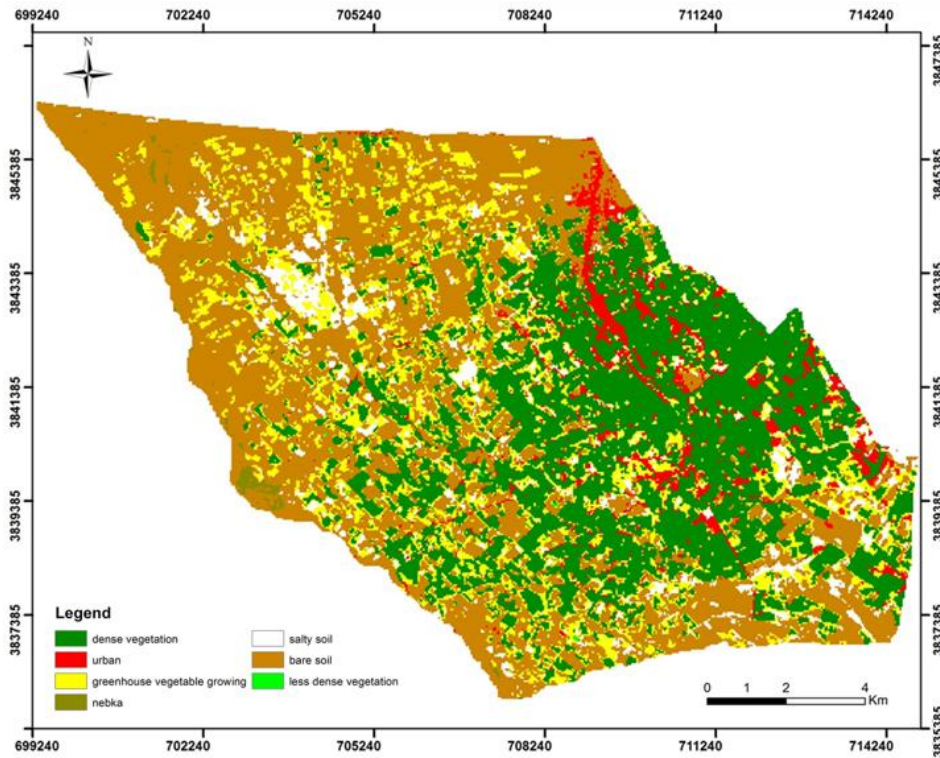 699240 702240 705240 708240 711240 714240
N
3847385 3847385
3845385 3845385
3843385 3843385
3841385 3841385
3839385 3839385
3837385 3837385
3835385
Legend
dense vegetation salty soil
urban bare soil
greenhouse vegetable growing less dense vegetation
nebka
0 1 2 4
Km
699240 702240 705240 708240 711240 714240